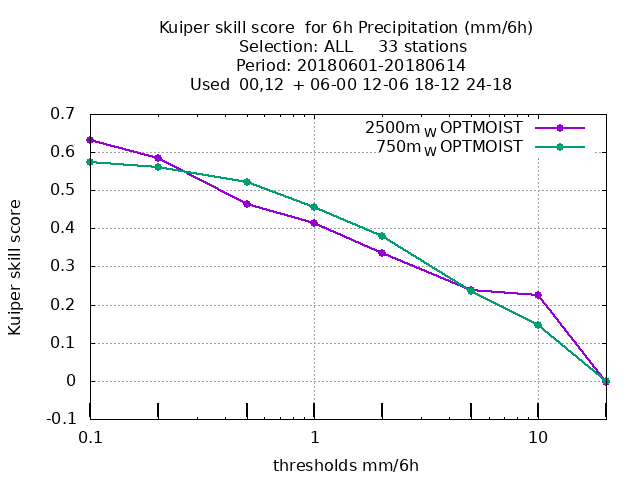 Kuiper skill score  for 6h Precipitation (mm/6h)
Selection: ALL     33 stations
Period: 20180601-20180614
Used  00,12  + 06-00 12-06 18-12 24-18
2500m W OPTMOIST
750m W OPTMOIST
0.7
0.6
0.5
0.4
0.3
0.2
0.1
0
-0.1
Kuiper skill score
0.1 1 10
thresholds mm/6h